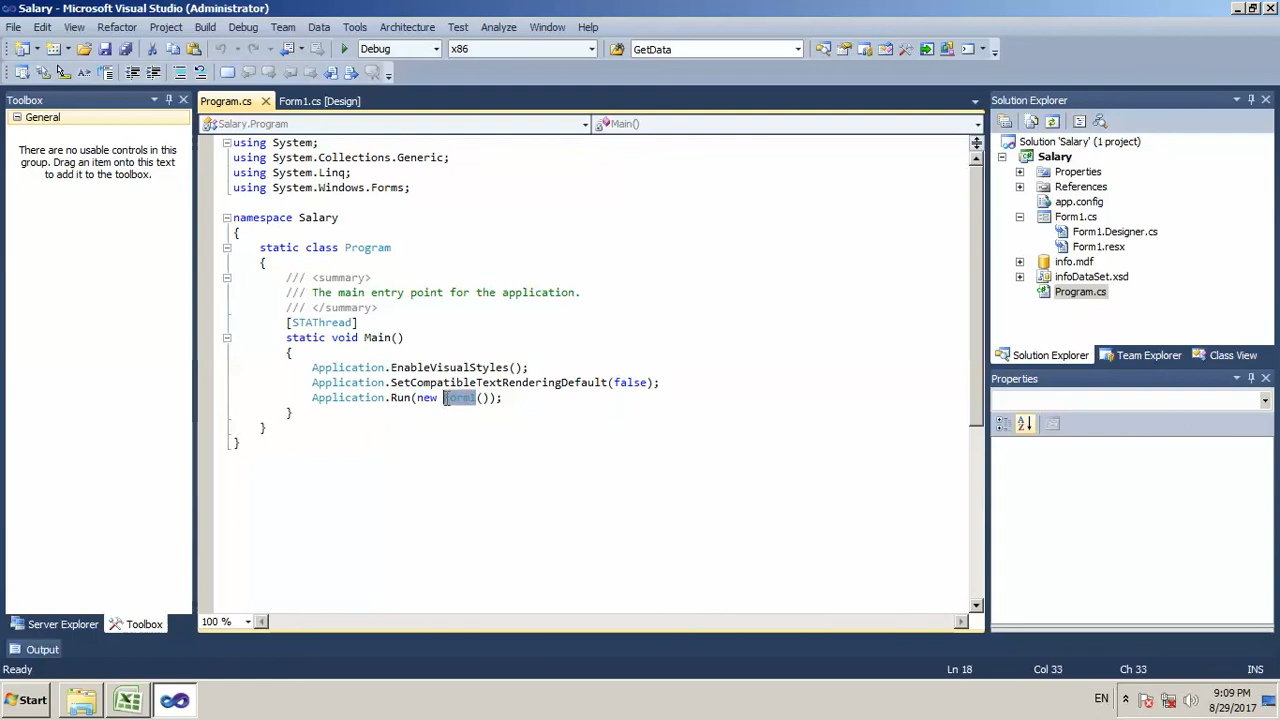 Salary - Microsoft Visual Studio (Administrator)
File Edit View Refactor Project Build Debug Team Data Tools Architecture Test Analyze Window Help
Debug x86 GetData
Toolbox
General
There are no usable controls in this
group. Drag an item onto this text
to add it to the toolbox.
Server Explorer Toolbox
Program.cs Form1.cs [Design]
Salary.Program Main()
using System;
using System.Collections.Generic;
using System.Linq;
using System.Windows.Forms;
namespace Salary
{
static class Program
{
/// <summary>
/// The main entry point for the application.
/// </summary>
[STAThread]
static void Main()
{
Application.EnableVisualStyles();
Application.SetCompatibleTextRenderingDefault(false);
Application.Run(new Form1());
}
}
}
100 %
Solution Explorer
Solution 'Salary' (1 project)
Salary
Properties
References
app.config
Form1.cs
Form1.Designer.cs
Form1.resx
info.mdf
infoDataSet.xsd
Program.cs
Solution Explorer Team Explorer Class View
Properties
Output
Ready Ln 18 Col 33 Ch 33 INS
Start EN 9:09 PM
8/29/2017